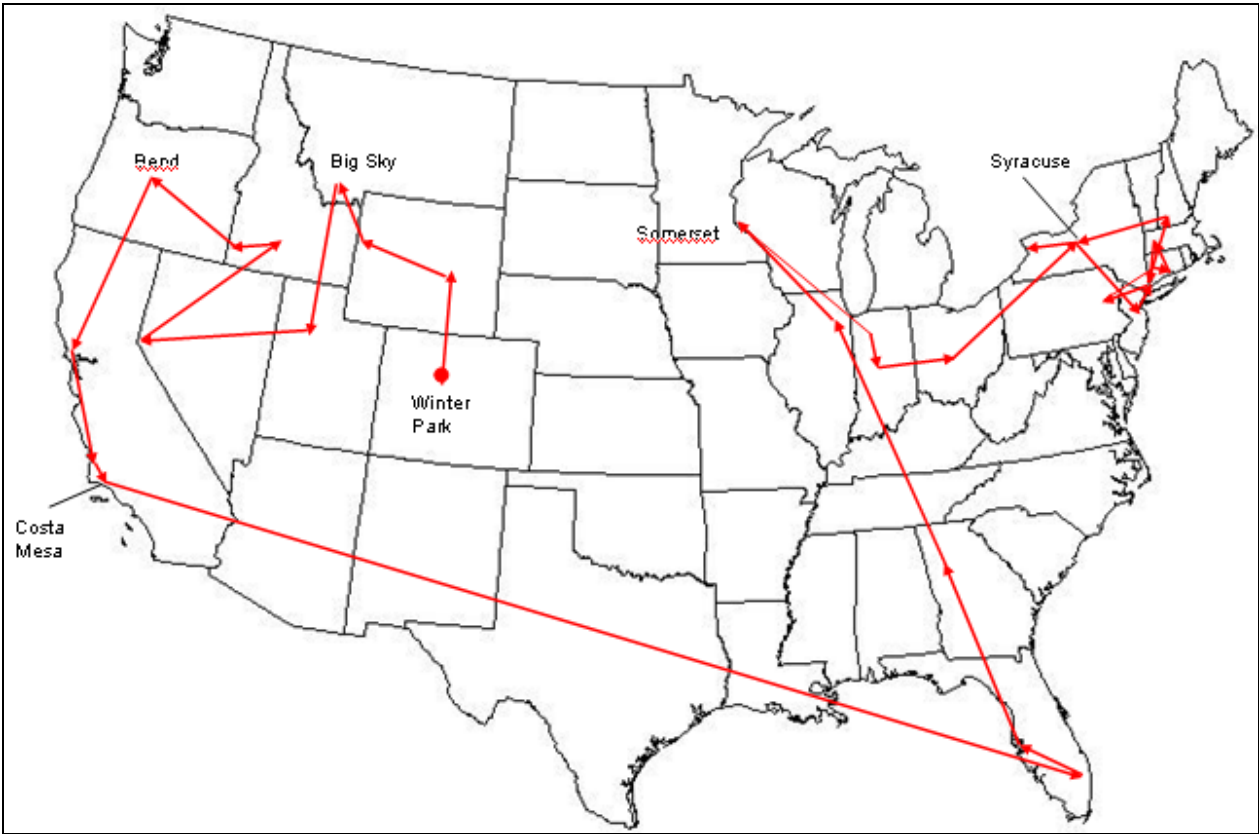 Bend
Big Sky
Syracuse
Somerset
Winter
Park
Costa
Mesa